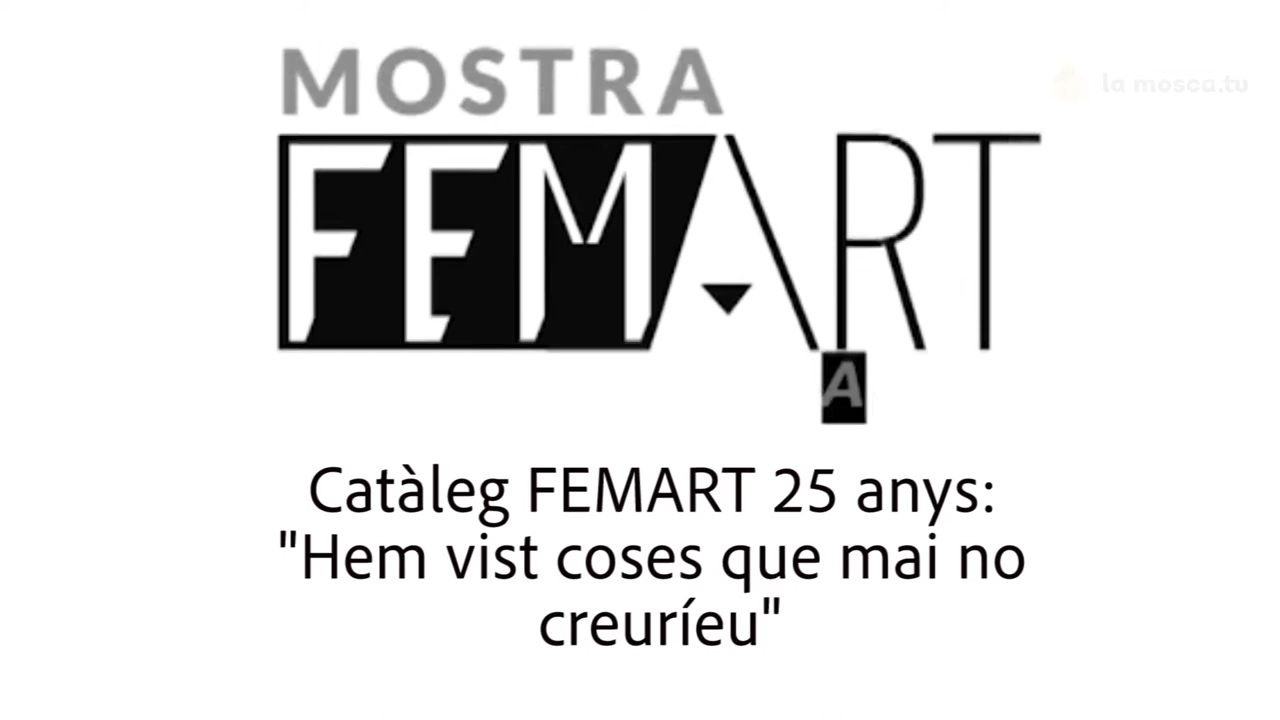 MOSTRA
la mosca.tv
FEMART
A
Catàleg FEMART 25 anys:
"Hem vist coses que mai no
creuríeu"